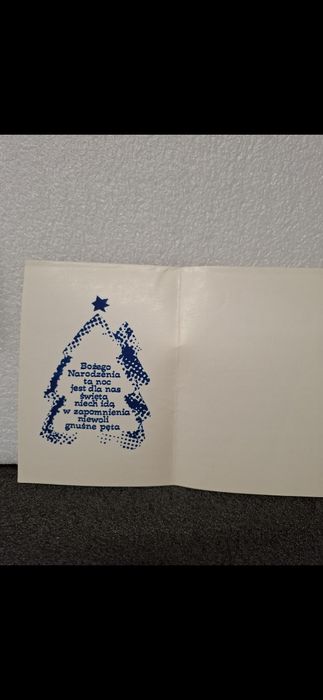 Bożego
Narodzenia
ta noc
jest dla nas
święta
niech idą
w zapomnienia
niewoli
gnuśne pęta